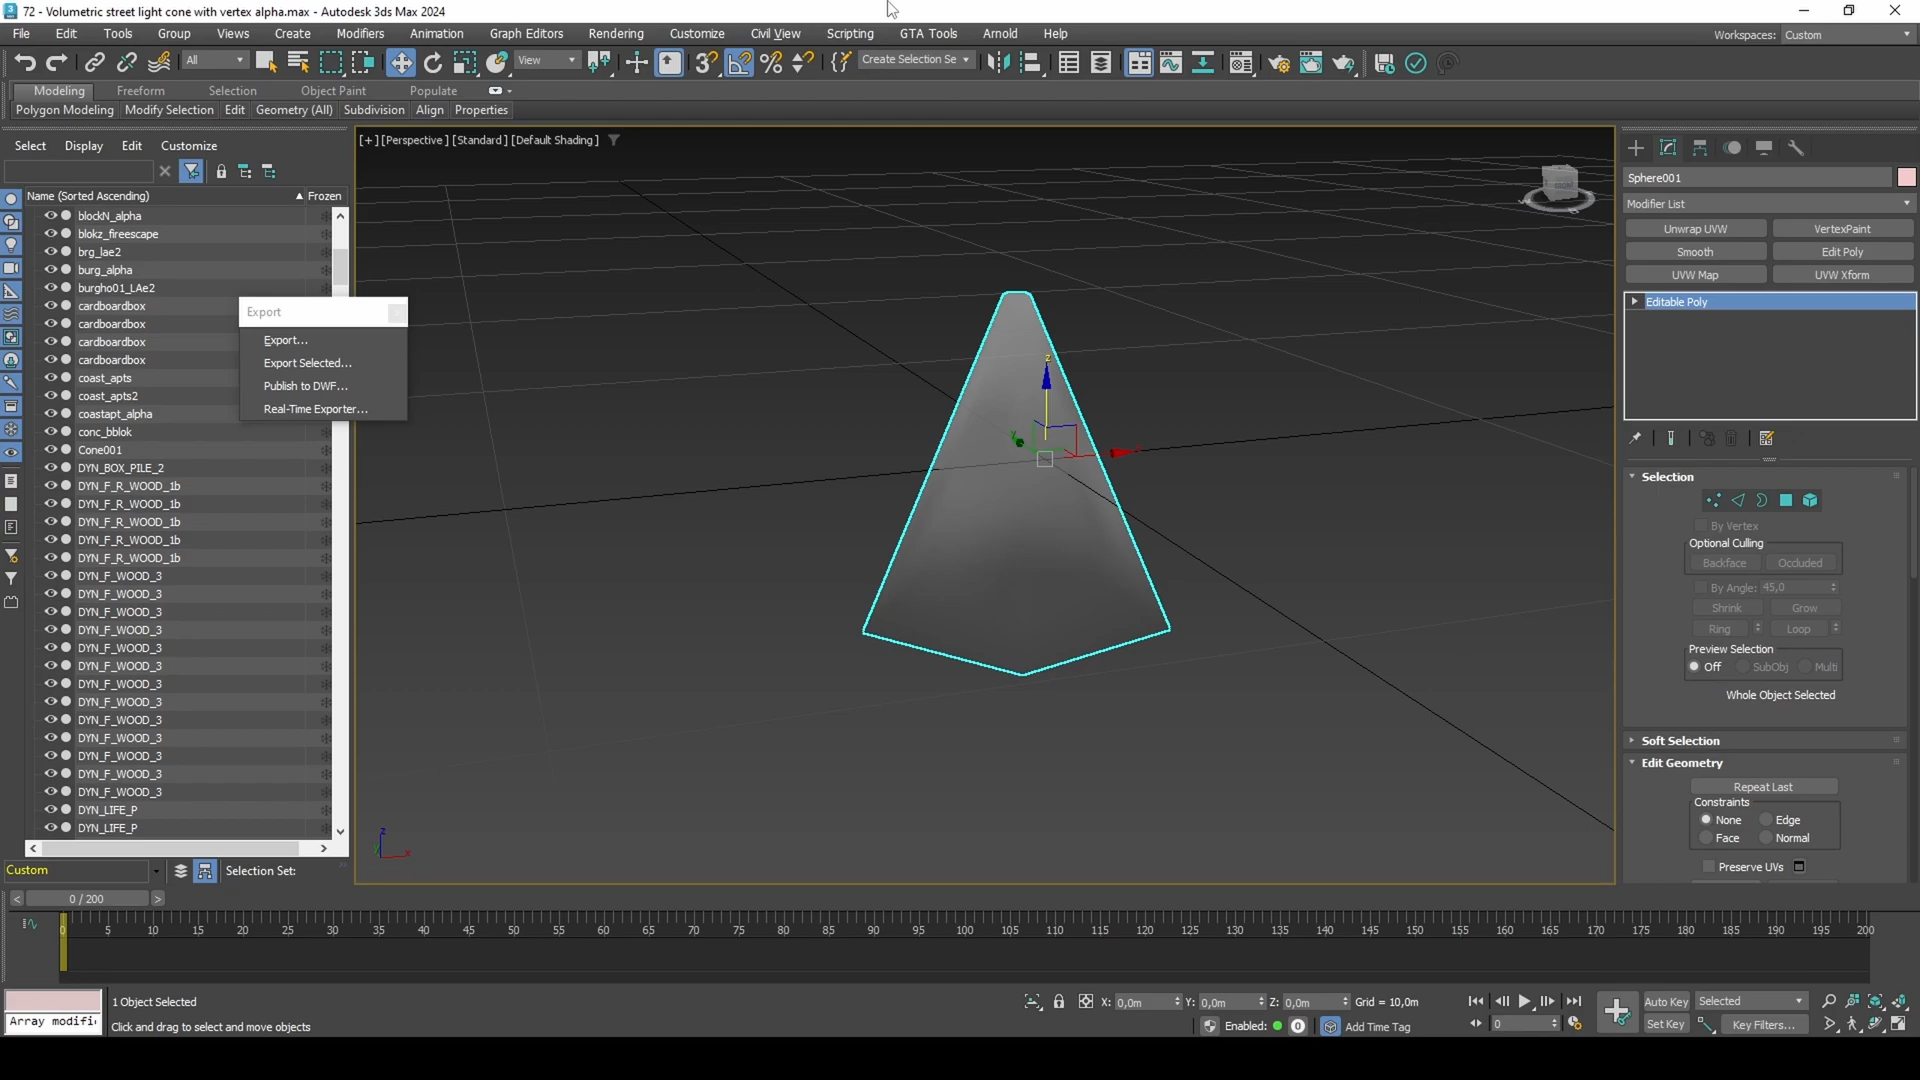 72 - Volumetric street light cone with vertex alpha.max - Autodesk 3ds Max 2024
File Edit Tools Group Views Create Modifiers Animation Graph Editors Rendering Customize Civil View Scripting GTA Tools Arnold Help
Workspaces: Custom
All View Create Selection Se
Modeling Freeform Selection Object Paint Populate
Polygon Modeling Modify Selection Edit Geometry (All) Subdivision Align Properties
Select Display Edit Customize
Name (Sorted Ascending) Frozen
blockN_alpha
blokz_fireescape
brg_lae2
burg_alpha
burgho01_LAe2
cardboardbox
cardboardbox
cardboardbox
cardboardbox
coast_apts
coast_apts2
coastapt_alpha
conc_bblok
Cone001
DYN_BOX_PILE_2
DYN_F_R_WOOD_1b
DYN_F_R_WOOD_1b
DYN_F_R_WOOD_1b
DYN_F_R_WOOD_1b
DYN_F_R_WOOD_1b
DYN_F_WOOD_3
DYN_F_WOOD_3
DYN_F_WOOD_3
DYN_F_WOOD_3
DYN_F_WOOD_3
DYN_F_WOOD_3
DYN_F_WOOD_3
DYN_F_WOOD_3
DYN_F_WOOD_3
DYN_F_WOOD_3
DYN_F_WOOD_3
DYN_F_WOOD_3
DYN_F_WOOD_3
DYN_LIFE_P
DYN_LIFE_P
Custom Selection Set:
Export
Export...
Export Selected...
Publish to DWF...
Real-Time Exporter...
[+] [Perspective] [Standard] [Default Shading]
z
x
Sphere001
Modifier List
Unwrap UVW VertexPaint
Smooth Edit Poly
UVW Map UVW Xform
Editable Poly
Selection
By Vertex
Optional Culling
Backface Occluded
By Angle: 45,0
Shrink Grow
Ring Loop
Preview Selection
Off SubObj Multi
Whole Object Selected
Soft Selection
Edit Geometry
Repeat Last
Constraints
None Edge
Face Normal
Preserve UVs
0 / 200
0 5 10 15 20 25 30 35 40 45 50 55 60 65 70 75 80 85 90 95 100 105 110 115 120 125 130 135 140 145 150 155 160 165 170 175 180 185 190 195 200
1 Object Selected
X: 0,0m Y: 0,0m Z: 0,0m Grid = 10,0m
Auto Key Selected
Array modifi
Click and drag to select and move objects
Enabled: 0 Add Time Tag
0
Set Key Key Filters...